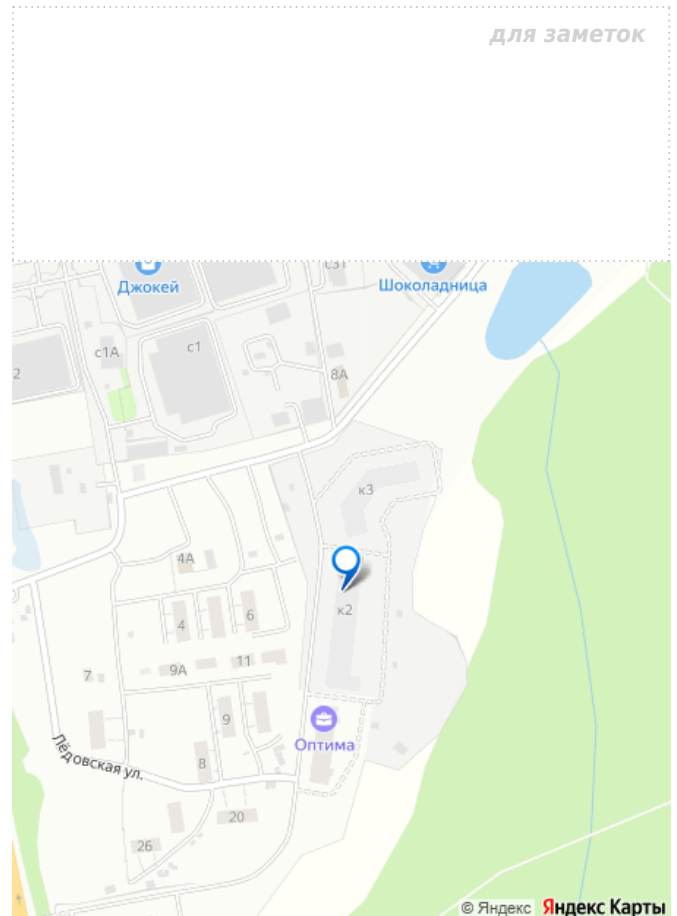 для заметок
с31
Джокей
Шоколадница
с1А
с1
2
8А
к3
4А
к2
4
6
9А
11
7
9
Оптима
Лёдовская ул.
8
20
26
© Яндекс Яндекс Карты